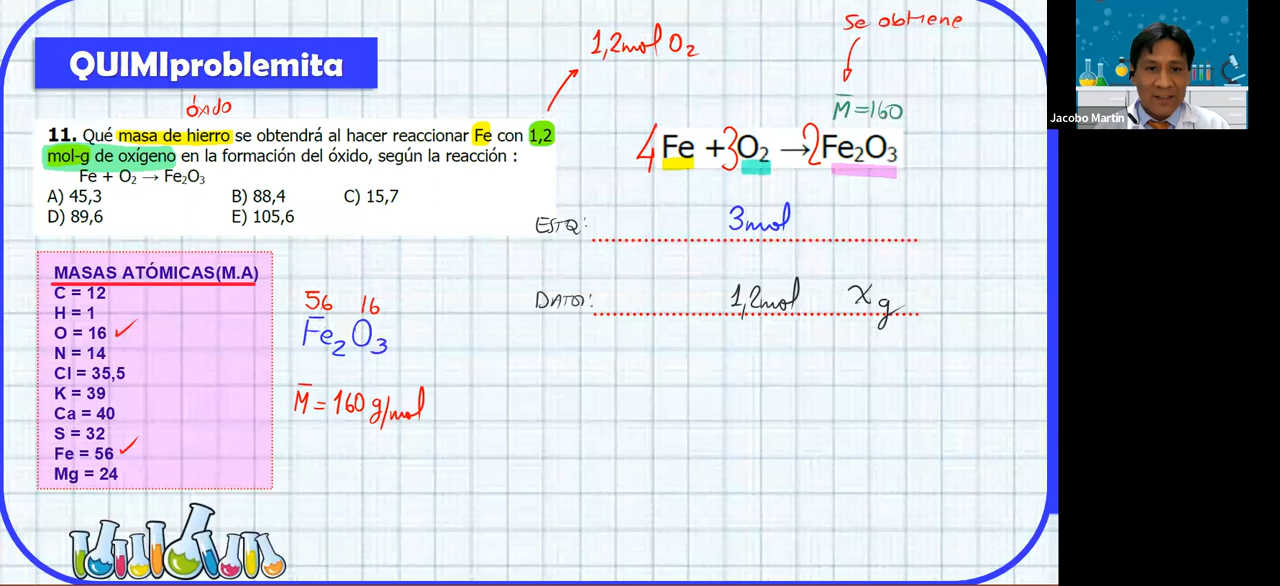 QUIMIproblemita
1,2mol O2
Se obtiene
M̅=160
óxido
11. Qué masa de hierro se obtendrá al hacer reaccionar Fe con 1,2
mol-g de oxígeno en la formación del óxido, según la reacción :
Fe + O₂ → Fe₂O₃
A) 45,3 B) 88,4 C) 15,7
D) 89,6 E) 105,6
4Fe +3O₂ →2Fe₂O₃
ESTQ: 3mol
DATO: 1,2mol x g
MASAS ATÓMICAS(M.A)
C = 12
H = 1
O = 16
N = 14
Cl = 35,5
K = 39
Ca = 40
S = 32
Fe = 56
Mg = 24
56 16
Fe₂O₃
M̅ = 160 g/mol
Jacobo Martin